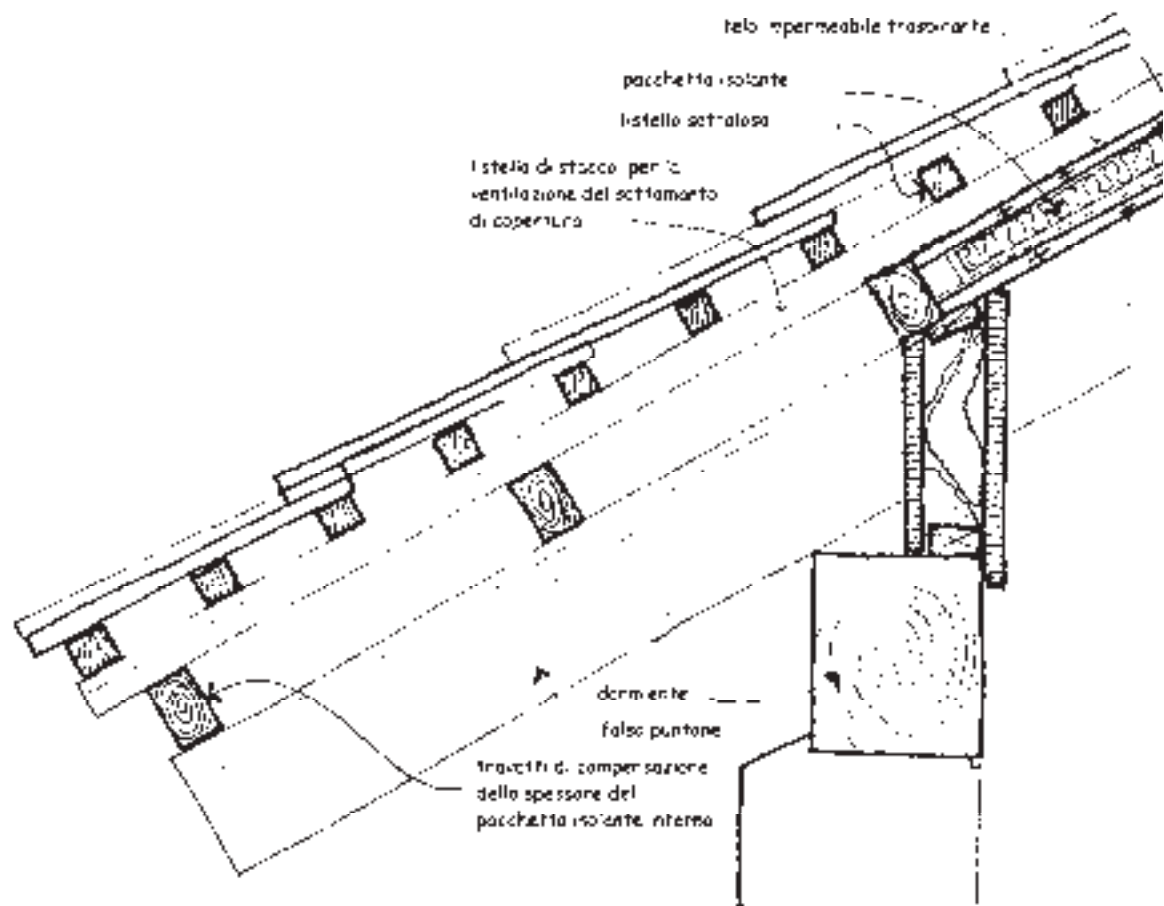 telo impermeabile traspirante
pacchetto isolante
listello sottolosa
listello di stacco per la
ventilazione del sottomanto
di copertura
dormiente
falso puntone
travetti di compensazione
dello spessore del
pacchetto isolante interno